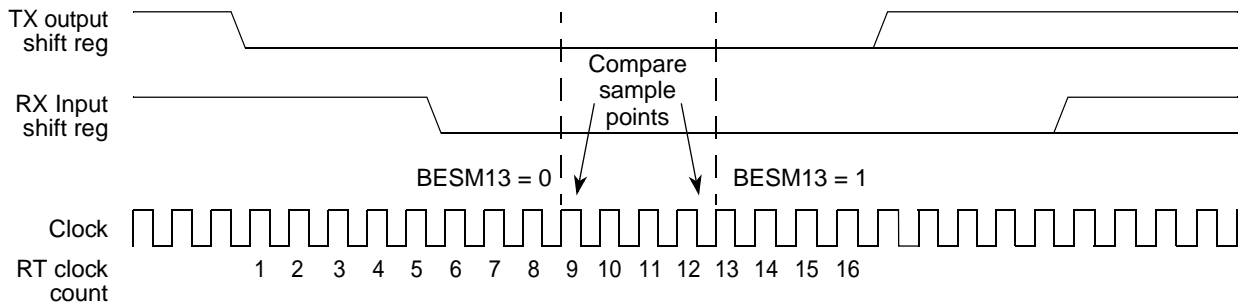 TX output
shift reg
Compare
sample
points
RX Input
shift reg
BESM13 = 0
BESM13 = 1
Clock
RT clock
count
1 2 3 4 5 6 7 8 9 10 11 12 13 14 15 16